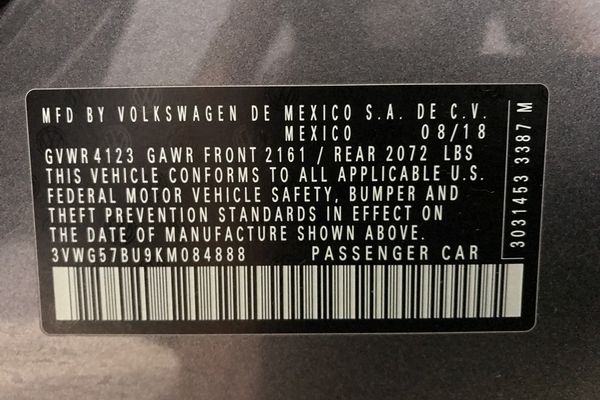 MFD BY VOLKSWAGEN DE MEXICO S.A. DE C.V.
MEXICO 08/18
GVWR 4123 GAWR FRONT 2161 / REAR 2072 LBS
THIS VEHICLE CONFORMS TO ALL APPLICABLE U.S.
FEDERAL MOTOR VEHICLE SAFETY, BUMPER AND
THEFT PREVENTION STANDARDS IN EFFECT ON
THE DATE OF MANUFACTURE SHOWN ABOVE.
3VWG57BU9KM084888 PASSENGER CAR
3031453 3387 M